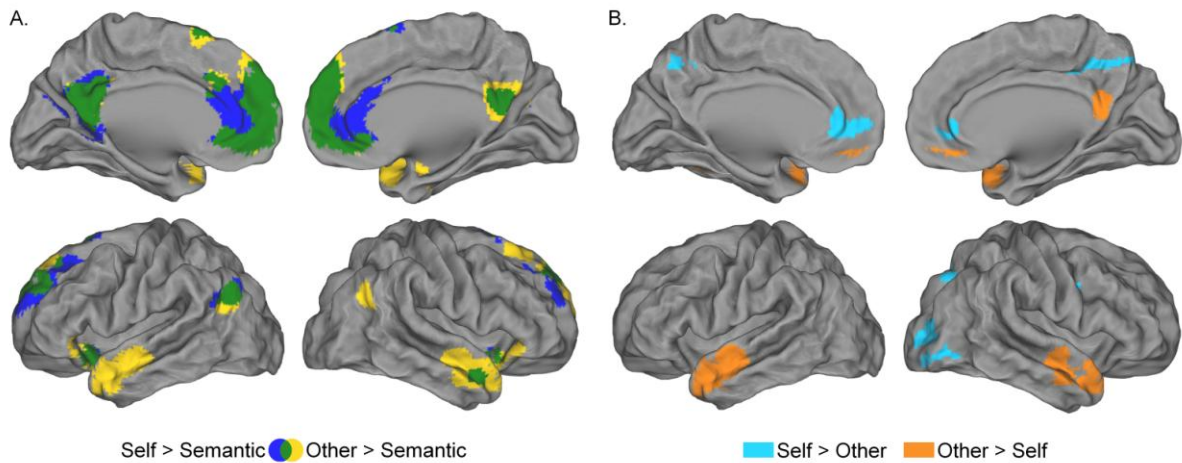 A.
B.
Self > Semantic Other > Semantic
Self > Other Other > Self